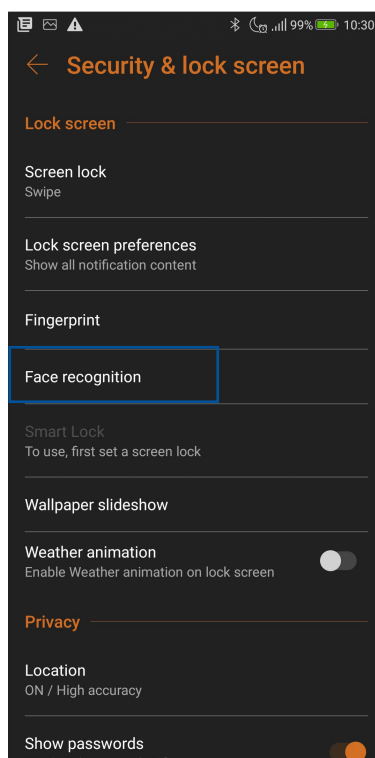 99% 10:30
Security & lock screen
Lock screen
Screen lock
Swipe
Lock screen preferences
Show all notification content
Fingerprint
Face recognition
Smart Lock
To use, first set a screen lock
Wallpaper slideshow
Weather animation
Enable Weather animation on lock screen
Privacy
Location
ON / High accuracy
Show passwords